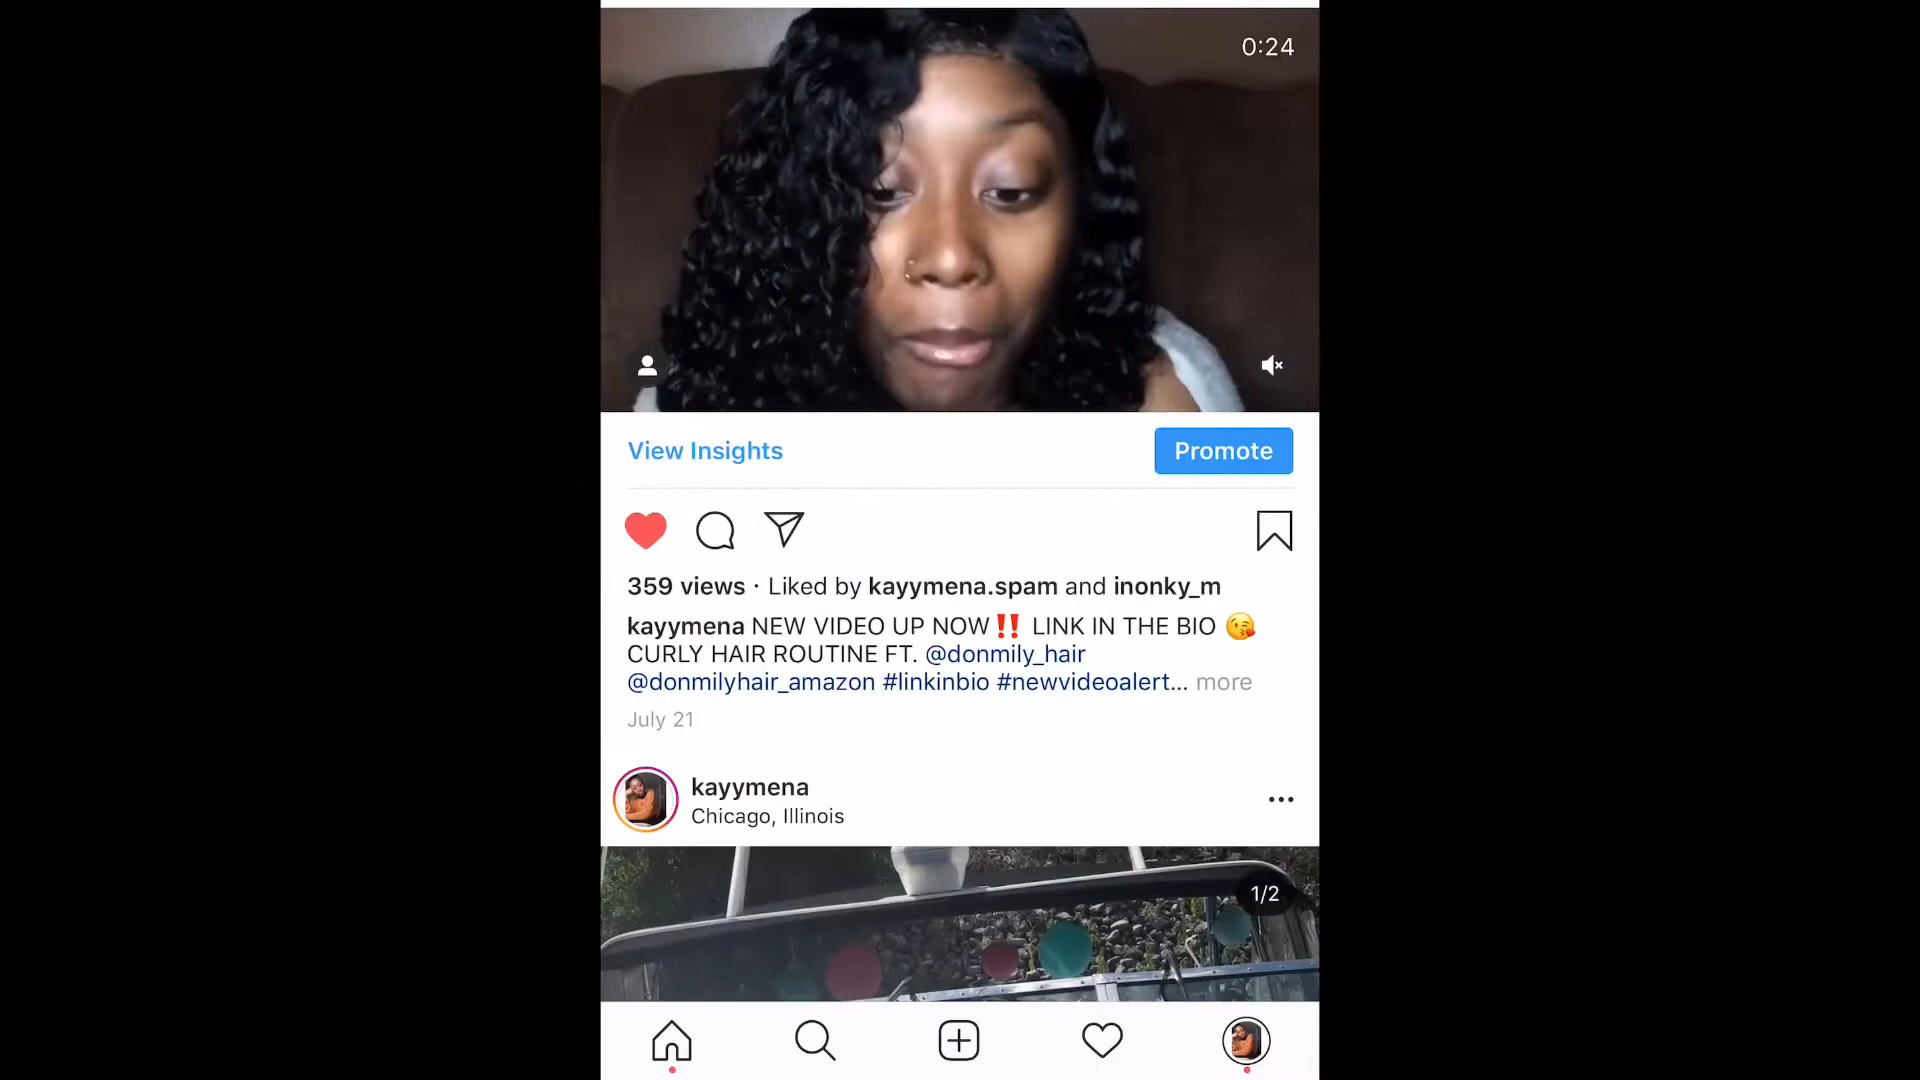 0:24
View Insights
Promote
359 views · Liked by kayymena.spam and inonky_m
kayymena NEW VIDEO UP NOW‼️ LINK IN THE BIO 😘
CURLY HAIR ROUTINE FT. @donmily_hair
@donmilyhair_amazon #linkinbio #newvideoalert... more
July 21
kayymena
Chicago, Illinois
1/2